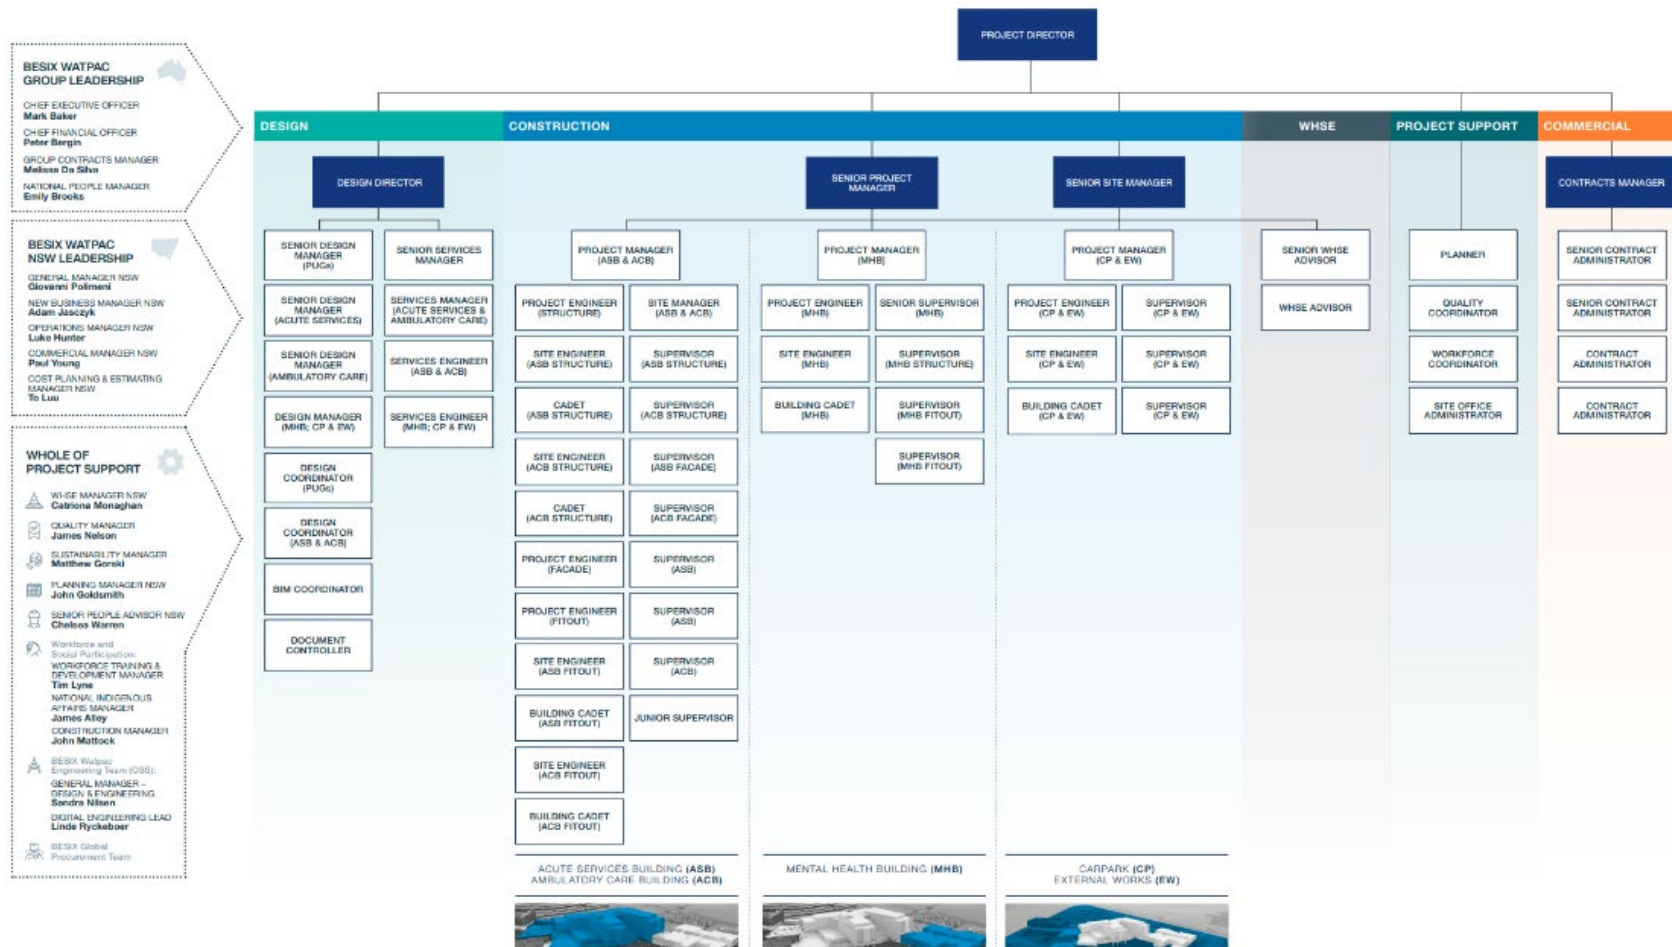 PROJECT DIRECTOR
BESIX WATPAC
GROUP LEADERSHIP
CHIEF EXECUTIVE OFFICER
Mark Baker
CHIEF FINANCIAL OFFICER
Peter Bergin
GROUP CONTRACTS MANAGER
Melissa Da Silva
NATIONAL PEOPLE MANAGER
Emily Brooks
BESIX WATPAC
NSW LEADERSHIP
GENERAL MANAGER NSW
Giovanni Polimeni
NEW BUSINESS MANAGER NSW
Adam Jasczyk
OPERATIONS MANAGER NSW
Luke Hunter
COMMERCIAL MANAGER NSW
Paul Young
COST PLANNING & ESTIMATING
MANAGER NSW
To Luu
WHOLE OF
PROJECT SUPPORT
WHSE MANAGER NSW
Catriona Monaghan
QUALITY MANAGER
James Nelson
SUSTAINABILITY MANAGER
Matthew Gorski
PLANNING MANAGER NSW
John Goldsmith
SENIOR PEOPLE ADVISOR NSW
Chelsea Warren
Workforce and
Social Participation:
WORKFORCE TRAINING &
DEVELOPMENT MANAGER
Tim Lyne
NATIONAL INDIGENOUS
AFFAIRS MANAGER
James Alley
CONSTRUCTION MANAGER
John Mattock
BESIX Watpac
Engineering Team (OSS):
GENERAL MANAGER –
DESIGN & ENGINEERING
Sandra Nilsen
DIGITAL ENGINEERING LEAD
Linde Ryckeboer
BESIX Global
Procurement Team
DESIGN
DESIGN DIRECTOR
SENIOR DESIGN
MANAGER
(PUGs)
SENIOR DESIGN
MANAGER
(ACUTE SERVICES)
SENIOR DESIGN
MANAGER
(AMBULATORY CARE)
DESIGN MANAGER
(MHB; CP & EW)
DESIGN
COORDINATOR
(PUGs)
DESIGN
COORDINATOR
(ASB & ACB)
BIM COORDINATOR
DOCUMENT
CONTROLLER
SENIOR SERVICES
MANAGER
SERVICES MANAGER
(ACUTE SERVICES &
AMBULATORY CARE)
SERVICES ENGINEER
(ASB & ACB)
SERVICES ENGINEER
(MHB; CP & EW)
CONSTRUCTION
SENIOR PROJECT
MANAGER
SENIOR SITE MANAGER
PROJECT MANAGER
(ASB & ACB)
PROJECT ENGINEER
(STRUCTURE)
SITE ENGINEER
(ASB STRUCTURE)
CADET
(ASB STRUCTURE)
SITE ENGINEER
(ACB STRUCTURE)
CADET
(ACB STRUCTURE)
PROJECT ENGINEER
(FACADE)
PROJECT ENGINEER
(FITOUT)
SITE ENGINEER
(ASB FITOUT)
BUILDING CADET
(ASB FITOUT)
SITE ENGINEER
(ACB FITOUT)
BUILDING CADET
(ACB FITOUT)
SITE MANAGER
(ASB & ACB)
SUPERVISOR
(ASB STRUCTURE)
SUPERVISOR
(ACB STRUCTURE)
SUPERVISOR
(ASB FACADE)
SUPERVISOR
(ACB FACADE)
SUPERVISOR
(ASB)
SUPERVISOR
(ASB)
SUPERVISOR
(ACB)
JUNIOR SUPERVISOR
ACUTE SERVICES BUILDING (ASB)
AMBULATORY CARE BUILDING (ACB)
PROJECT MANAGER
(MHB)
PROJECT ENGINEER
(MHB)
SITE ENGINEER
(MHB)
BUILDING CADET
(MHB)
SENIOR SUPERVISOR
(MHB)
SUPERVISOR
(MHB STRUCTURE)
SUPERVISOR
(MHB FITOUT)
SUPERVISOR
(MHB FITOUT)
MENTAL HEALTH BUILDING (MHB)
PROJECT MANAGER
(CP & EW)
PROJECT ENGINEER
(CP & EW)
SITE ENGINEER
(CP & EW)
BUILDING CADET
(CP & EW)
SUPERVISOR
(CP & EW)
SUPERVISOR
(CP & EW)
SUPERVISOR
(CP & EW)
CARPARK (CP)
EXTERNAL WORKS (EW)
WHSE
SENIOR WHSE
ADVISOR
WHSE ADVISOR
PROJECT SUPPORT
PLANNER
QUALITY
COORDINATOR
WORKFORCE
COORDINATOR
SITE OFFICE
ADMINISTRATOR
COMMERCIAL
CONTRACTS MANAGER
SENIOR CONTRACT
ADMINISTRATOR
SENIOR CONTRACT
ADMINISTRATOR
CONTRACT
ADMINISTRATOR
CONTRACT
ADMINISTRATOR